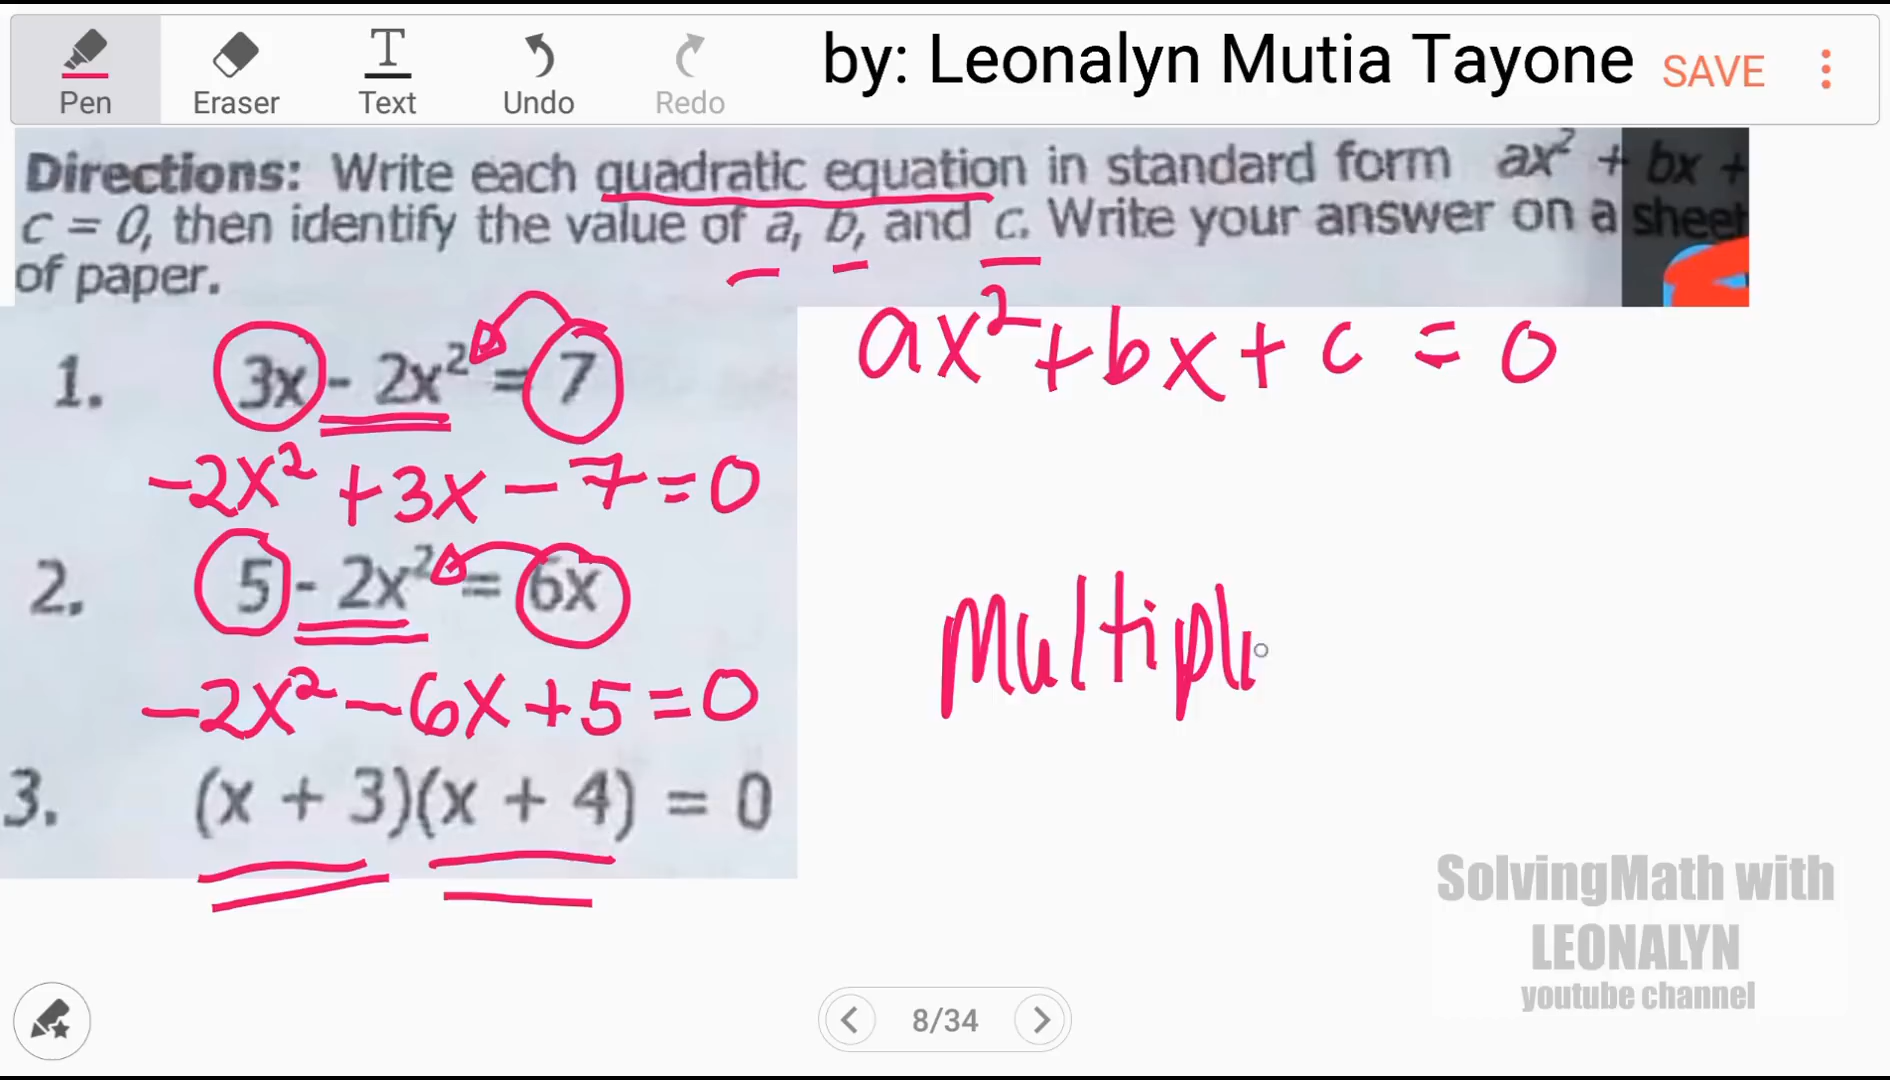 Pen Eraser Text Undo Redo by: Leonalyn Mutia Tayone SAVE
Directions: Write each quadratic equation in standard form ax² + bx +
c = 0, then identify the value of a, b, and c. Write your answer on a sheet
of paper.
ax² + bx + c = 0
1. 3x - 2x² = 7
-2x² + 3x - 7 = 0
2. 5 - 2x² = 6x
-2x² - 6x + 5 = 0
3. (x + 3)(x + 4) = 0
Multipl
SolvingMath with
LEONALYN
youtube channel
8/34